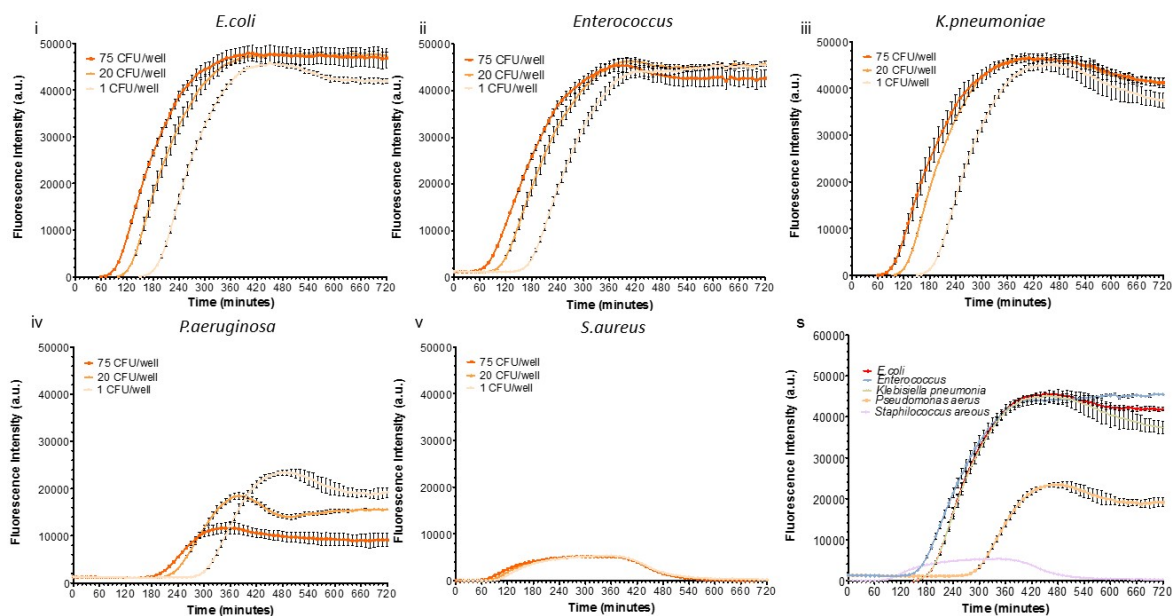 i
E.coli
Fluorescence Intensity (a.u.)
50000
40000
30000
20000
10000
0
75 CFU/well
20 CFU/well
1 CFU/well
0 60 120 180 240 300 360 420 480 540 600 660 720
Time (minutes)
ii
Enterococcus
Fluorescence Intensity (a.u.)
50000
40000
30000
20000
10000
0
75 CFU/well
20 CFU/well
1 CFU/well
0 60 120 180 240 300 360 420 480 540 600 660 720
Time (minutes)
iii
K.pneumoniae
Fluorescence Intensity (a.u.)
50000
40000
30000
20000
10000
0
75 CFU/well
20 CFU/well
1 CFU/well
0 60 120 180 240 300 360 420 480 540 600 660 720
Time (minutes)
iv
P.aeruginosa
Fluorescence Intensity (a.u.)
50000
40000
30000
20000
10000
0
75 CFU/well
20 CFU/well
1 CFU/well
0 60 120 180 240 300 360 420 480 540 600 660 720
Time (minutes)
v
S.aureus
Fluorescence Intensity (a.u.)
50000
40000
30000
20000
10000
0
75 CFU/well
20 CFU/well
1 CFU/well
0 60 120 180 240 300 360 420 480 540 600 660 720
Time (minutes)
s
Fluorescence Intensity (a.u.)
60000
50000
40000
30000
20000
10000
0
E.coli
Enterococcus
Klebisiella pneumonia
Pseudomonas aerus
Staphilococcus areous
0 60 120 180 240 300 360 420 480 540 600 660 720
Time (minutes)